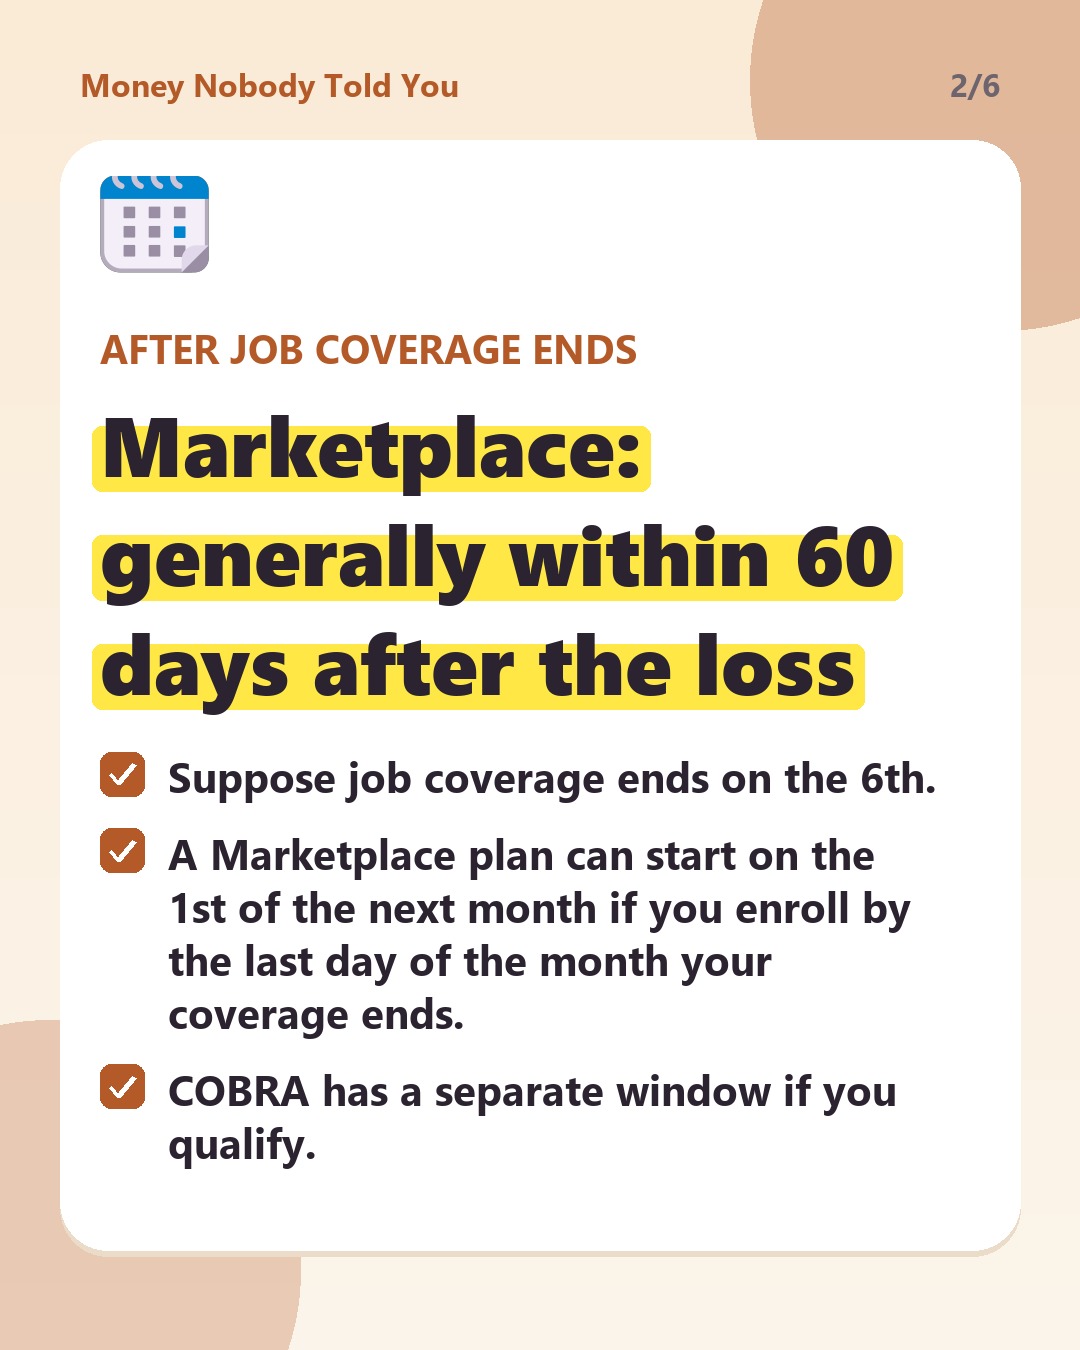 Money Nobody Told You
2/6
AFTER JOB COVERAGE ENDS
Marketplace:
generally within 60
days after the loss
Suppose job coverage ends on the 6th.
A Marketplace plan can start on the
1st of the next month if you enroll by
the last day of the month your
coverage ends.
COBRA has a separate window if you
qualify.